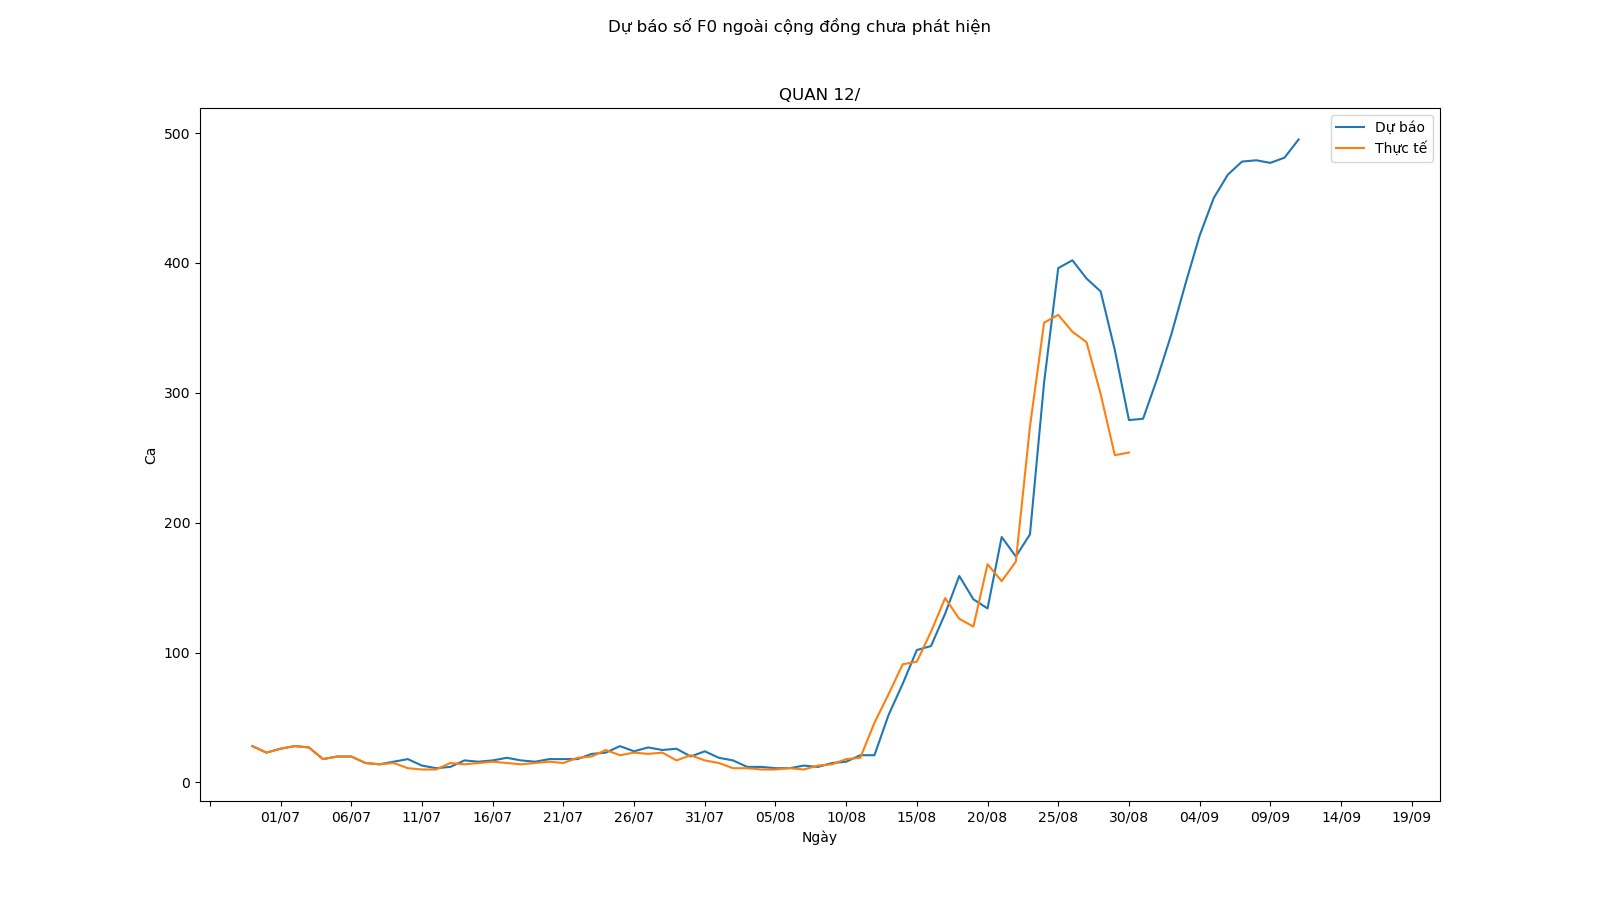 Dự báo số F0 ngoài cộng đồng chưa phát hiện
QUAN 12/
Dự báo
Thực tế
500
400
300
200
100
0
Ca
01/07 06/07 11/07 16/07 21/07 26/07 31/07 05/08 10/08 15/08 20/08 25/08 30/08 04/09 09/09 14/09 19/09
Ngày